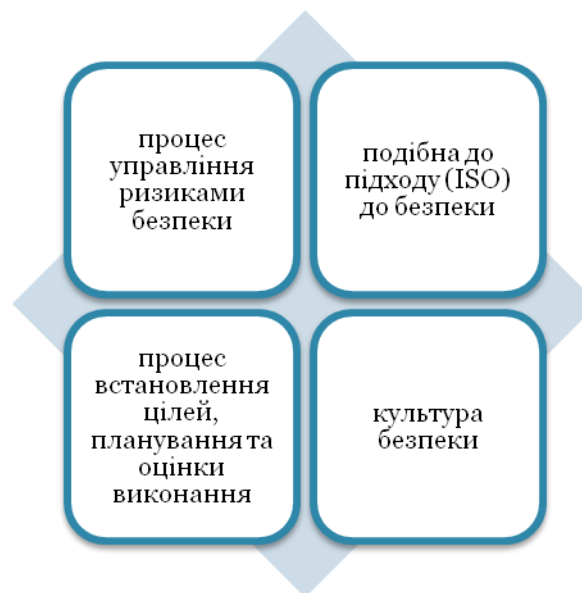 процес
управління
ризиками
безпеки
подібна до
підходу (ISO)
до безпеки
процес
встановлення
цілей,
планування та
оцінки
виконання
культура
безпеки